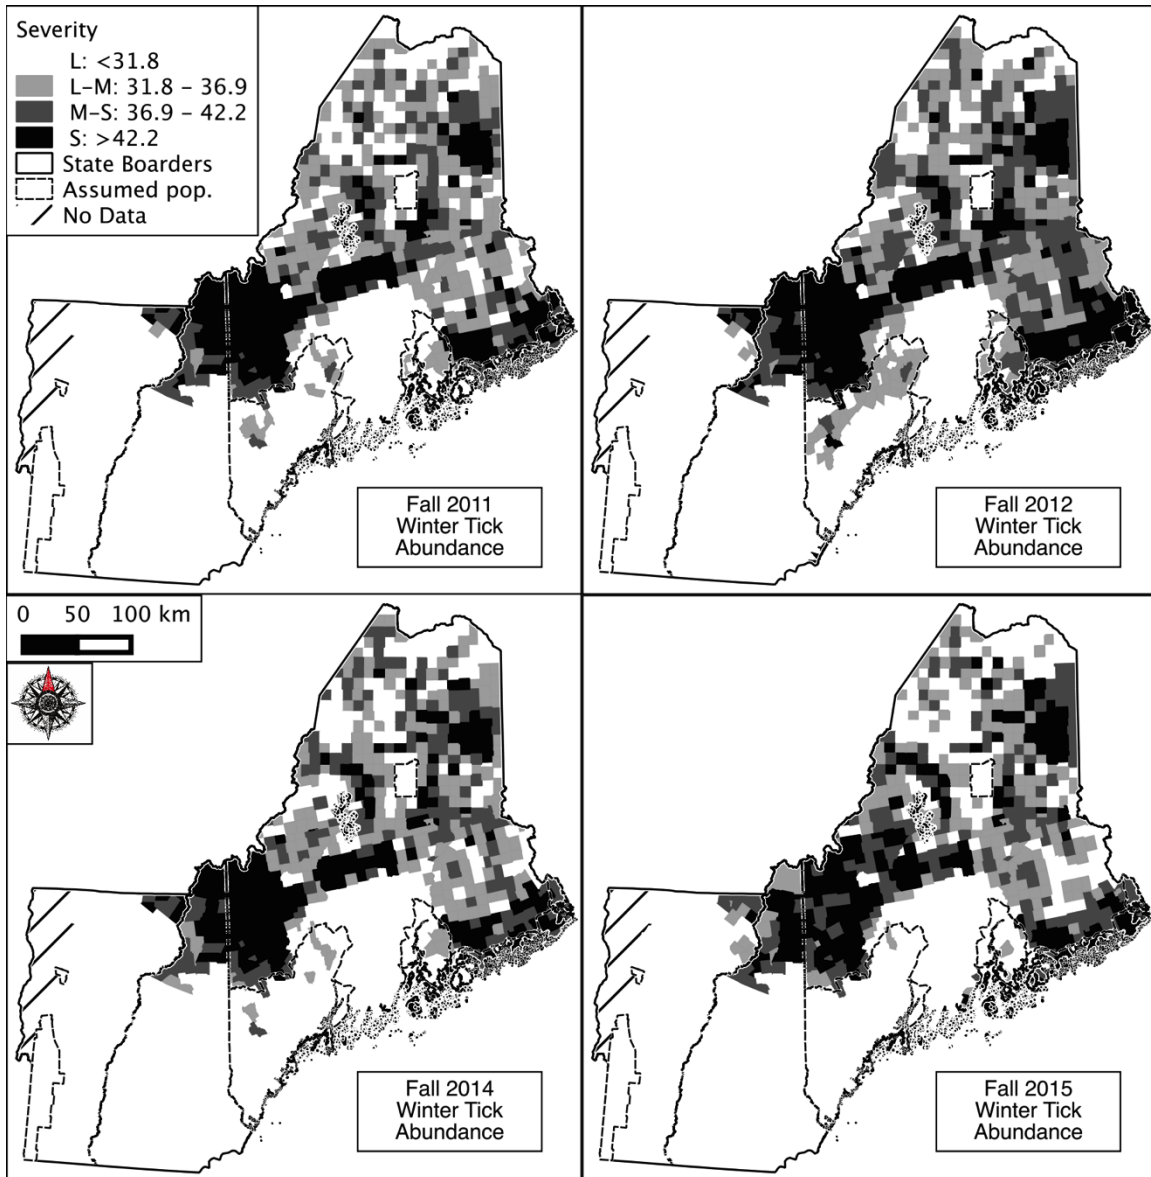 Severity
L: <31.8
L-M: 31.8 - 36.9
M-S: 36.9 - 42.2
S: >42.2
State Boarders
Assumed pop.
No Data
Fall 2011
Winter Tick
Abundance
Fall 2012
Winter Tick
Abundance
0 50 100 km
Fall 2014
Winter Tick
Abundance
Fall 2015
Winter Tick
Abundance